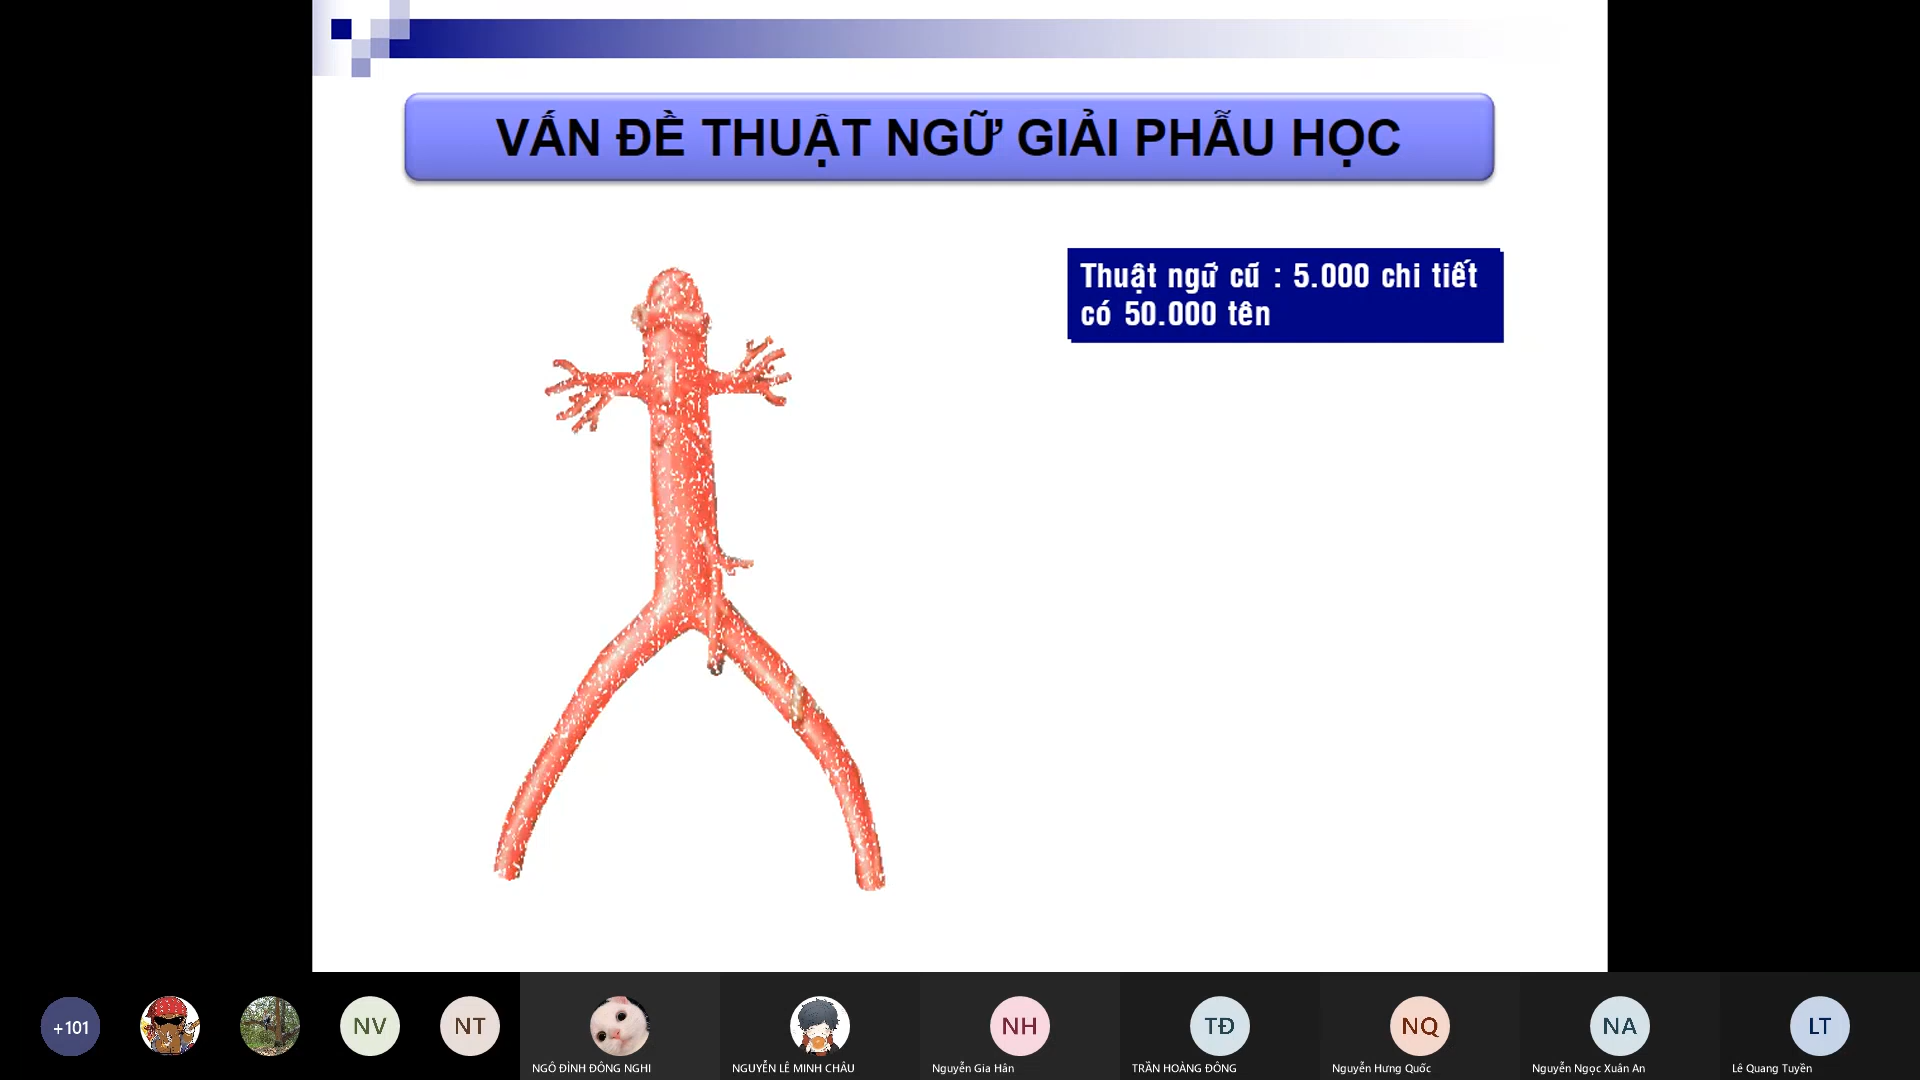 VẤN ĐỀ THUẬT NGỮ GIẢI PHẪU HỌC
Thuật ngữ cũ : 5.000 chi tiết
có 50.000 tên
+101
NV
NT
NGÔ ĐÌNH ĐÔNG NGHI
NGUYỄN LÊ MINH CHÂU
NH
Nguyễn Gia Hân
TĐ
TRẦN HOÀNG ĐÔNG
NQ
Nguyễn Hưng Quốc
NA
Nguyễn Ngọc Xuân An
LT
Lê Quang Tuyền